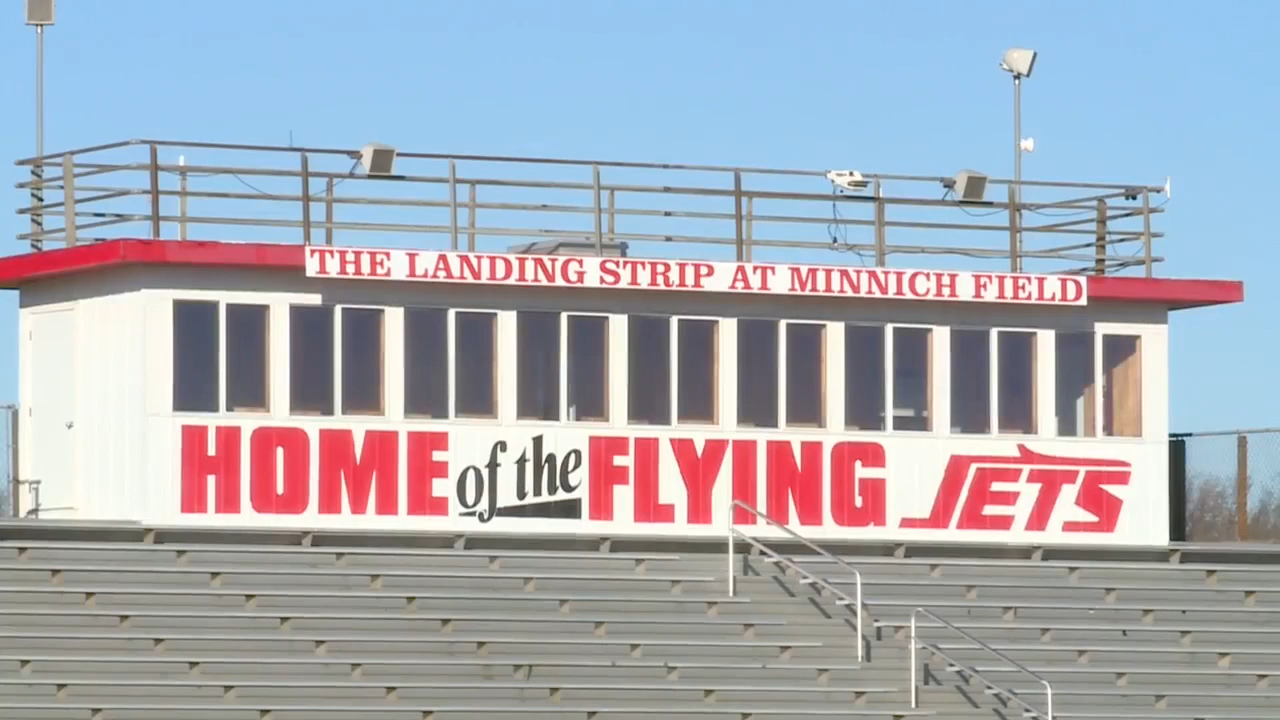 THE LANDING STRIP AT MINNICH FIELD
HOME of the FLYING JETS